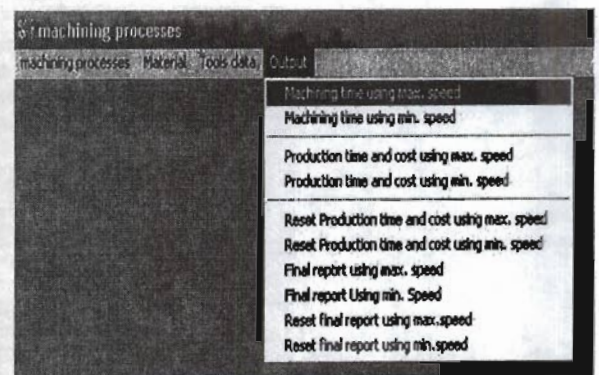 machining processes
machining processes Material Tools data Output
Machining time using max. speed
Machining time using min. speed
Production time and cost using max. speed
Production time and cost using min. speed
Reset Production time and cost using max. speed
Reset Production time and cost using min. speed
Final report using max. speed
Final report Using min. Speed
Reset final report using max.speed
Reset final report using min.speed